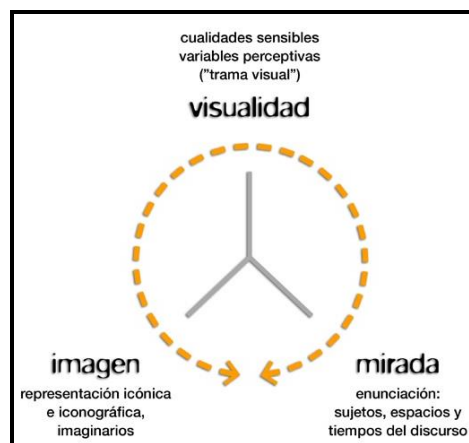 cualidades sensibles
variables perceptivas
("trama visual")
visualidad
imagen
representación icónica
e iconográfica,
imaginarios
mirada
enunciación:
sujetos, espacios y
tiempos del discurso